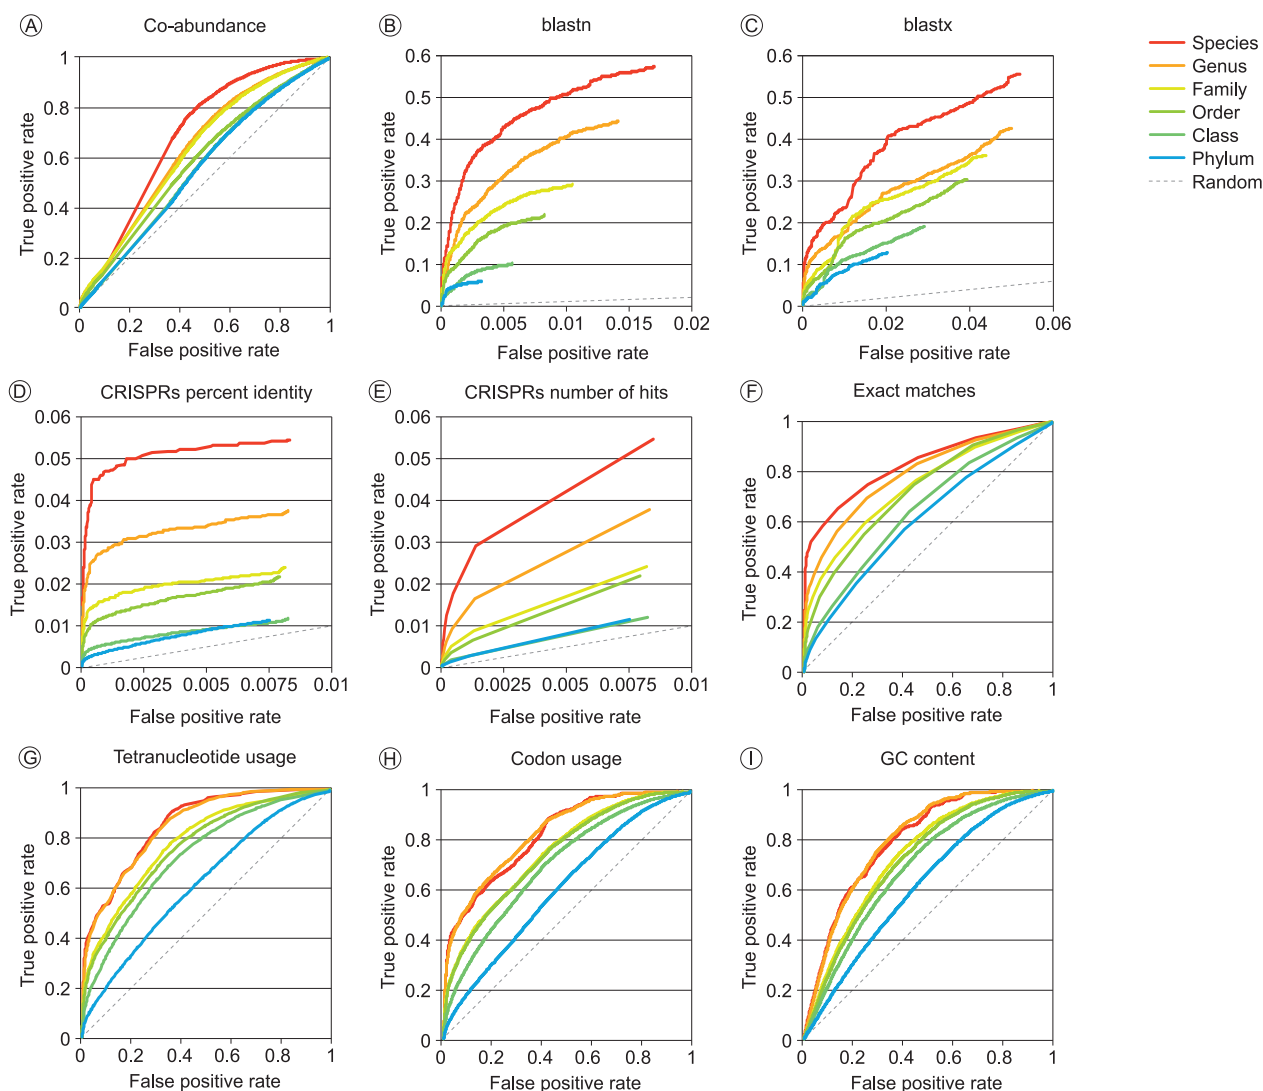 A Co-abundance
True positive rate
1
0.8
0.6
0.4
0.2
0
0 0.2 0.4 0.6 0.8 1
False positive rate
B blastn
True positive rate
0.6
0.5
0.4
0.3
0.2
0.1
0
0 0.005 0.01 0.015 0.02
False positive rate
C blastx
True positive rate
0.6
0.5
0.4
0.3
0.2
0.1
0
0 0.02 0.04 0.06
False positive rate
Species
Genus
Family
Order
Class
Phylum
Random
D CRISPRs percent identity
True positive rate
0.06
0.05
0.04
0.03
0.02
0.01
0
0 0.0025 0.005 0.0075 0.01
False positive rate
E CRISPRs number of hits
True positive rate
0.06
0.05
0.04
0.03
0.02
0.01
0
0 0.0025 0.005 0.0075 0.01
False positive rate
F Exact matches
True positive rate
1
0.8
0.6
0.4
0.2
0
0 0.2 0.4 0.6 0.8 1
False positive rate
G Tetranucleotide usage
True positive rate
1
0.8
0.6
0.4
0.2
0
0 0.2 0.4 0.6 0.8 1
False positive rate
H Codon usage
True positive rate
1
0.8
0.6
0.4
0.2
0
0 0.2 0.4 0.6 0.8 1
False positive rate
I GC content
True positive rate
1
0.8
0.6
0.4
0.2
0
0 0.2 0.4 0.6 0.8 1
False positive rate